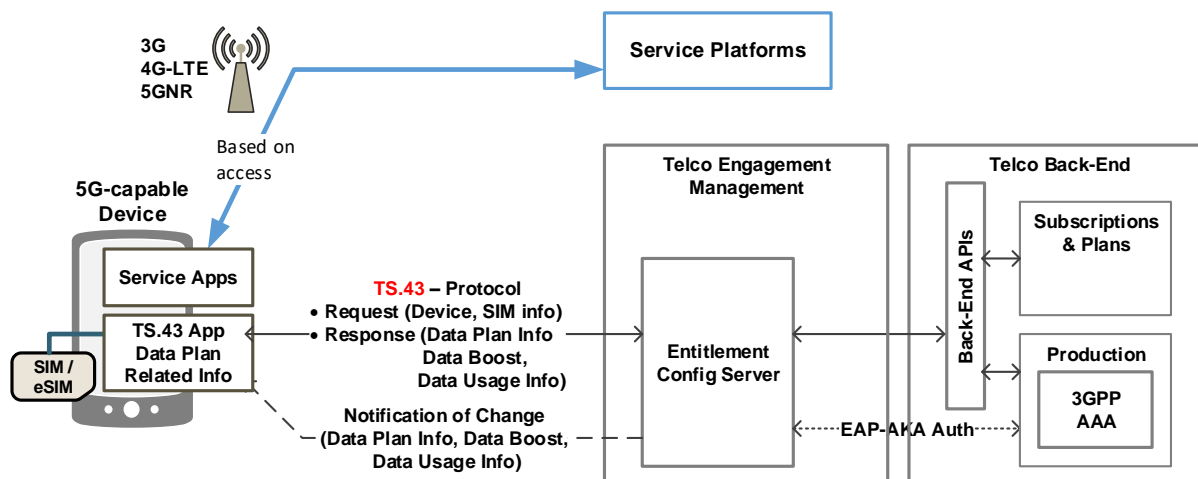 3G
4G-LTE
5GNR
Service Platforms
Based on
access
5G-capable
Device
Service Apps
TS.43 App
Data Plan
Related Info
SIM /
eSIM
TS.43 – Protocol
• Request (Device, SIM info)
• Response (Data Plan Info
Data Boost,
Data Usage Info)
Notification of Change
(Data Plan Info, Data Boost,
Data Usage Info)
Telco Engagement
Management
Entitlement
Config Server
EAP-AKA Auth
Telco Back-End
Back-End APIs
Subscriptions
& Plans
Production
3GPP
AAA